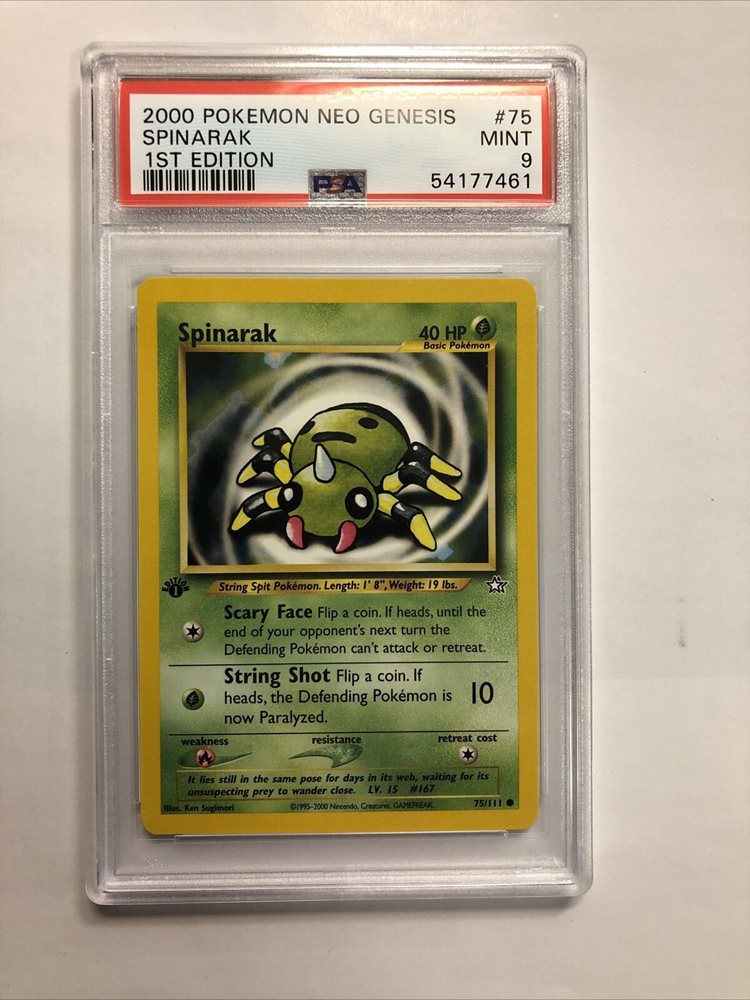 2000 POKEMON NEO GENESIS #75
SPINARAK MINT
1ST EDITION 9
PSA 54177461
Spinarak 40 HP
Basic Pokémon
String Spit Pokémon. Length: 1' 8", Weight: 19 lbs.
EDITION 1
Scary Face Flip a coin. If heads, until the
end of your opponent's next turn the
Defending Pokémon can't attack or retreat.
String Shot Flip a coin. If
heads, the Defending Pokémon is 10
now Paralyzed.
weakness resistance retreat cost
It lies still in the same pose for days in its web, waiting for its
unsuspecting prey to wander close. LV. 15 #167
Illus. Ken Sugimori ©1995-2000 Nintendo, Creatures, GAMEFREAK. 75/111